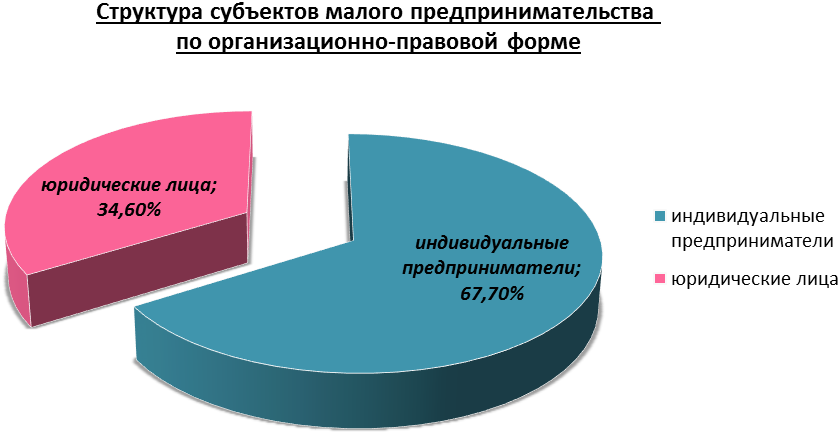 Структура субъектов малого предпринимательства
по организационно-правовой форме
юридические лица;
34,60%
индивидуальные
предприниматели;
67,70%
индивидуальные
предприниматели
юридические лица